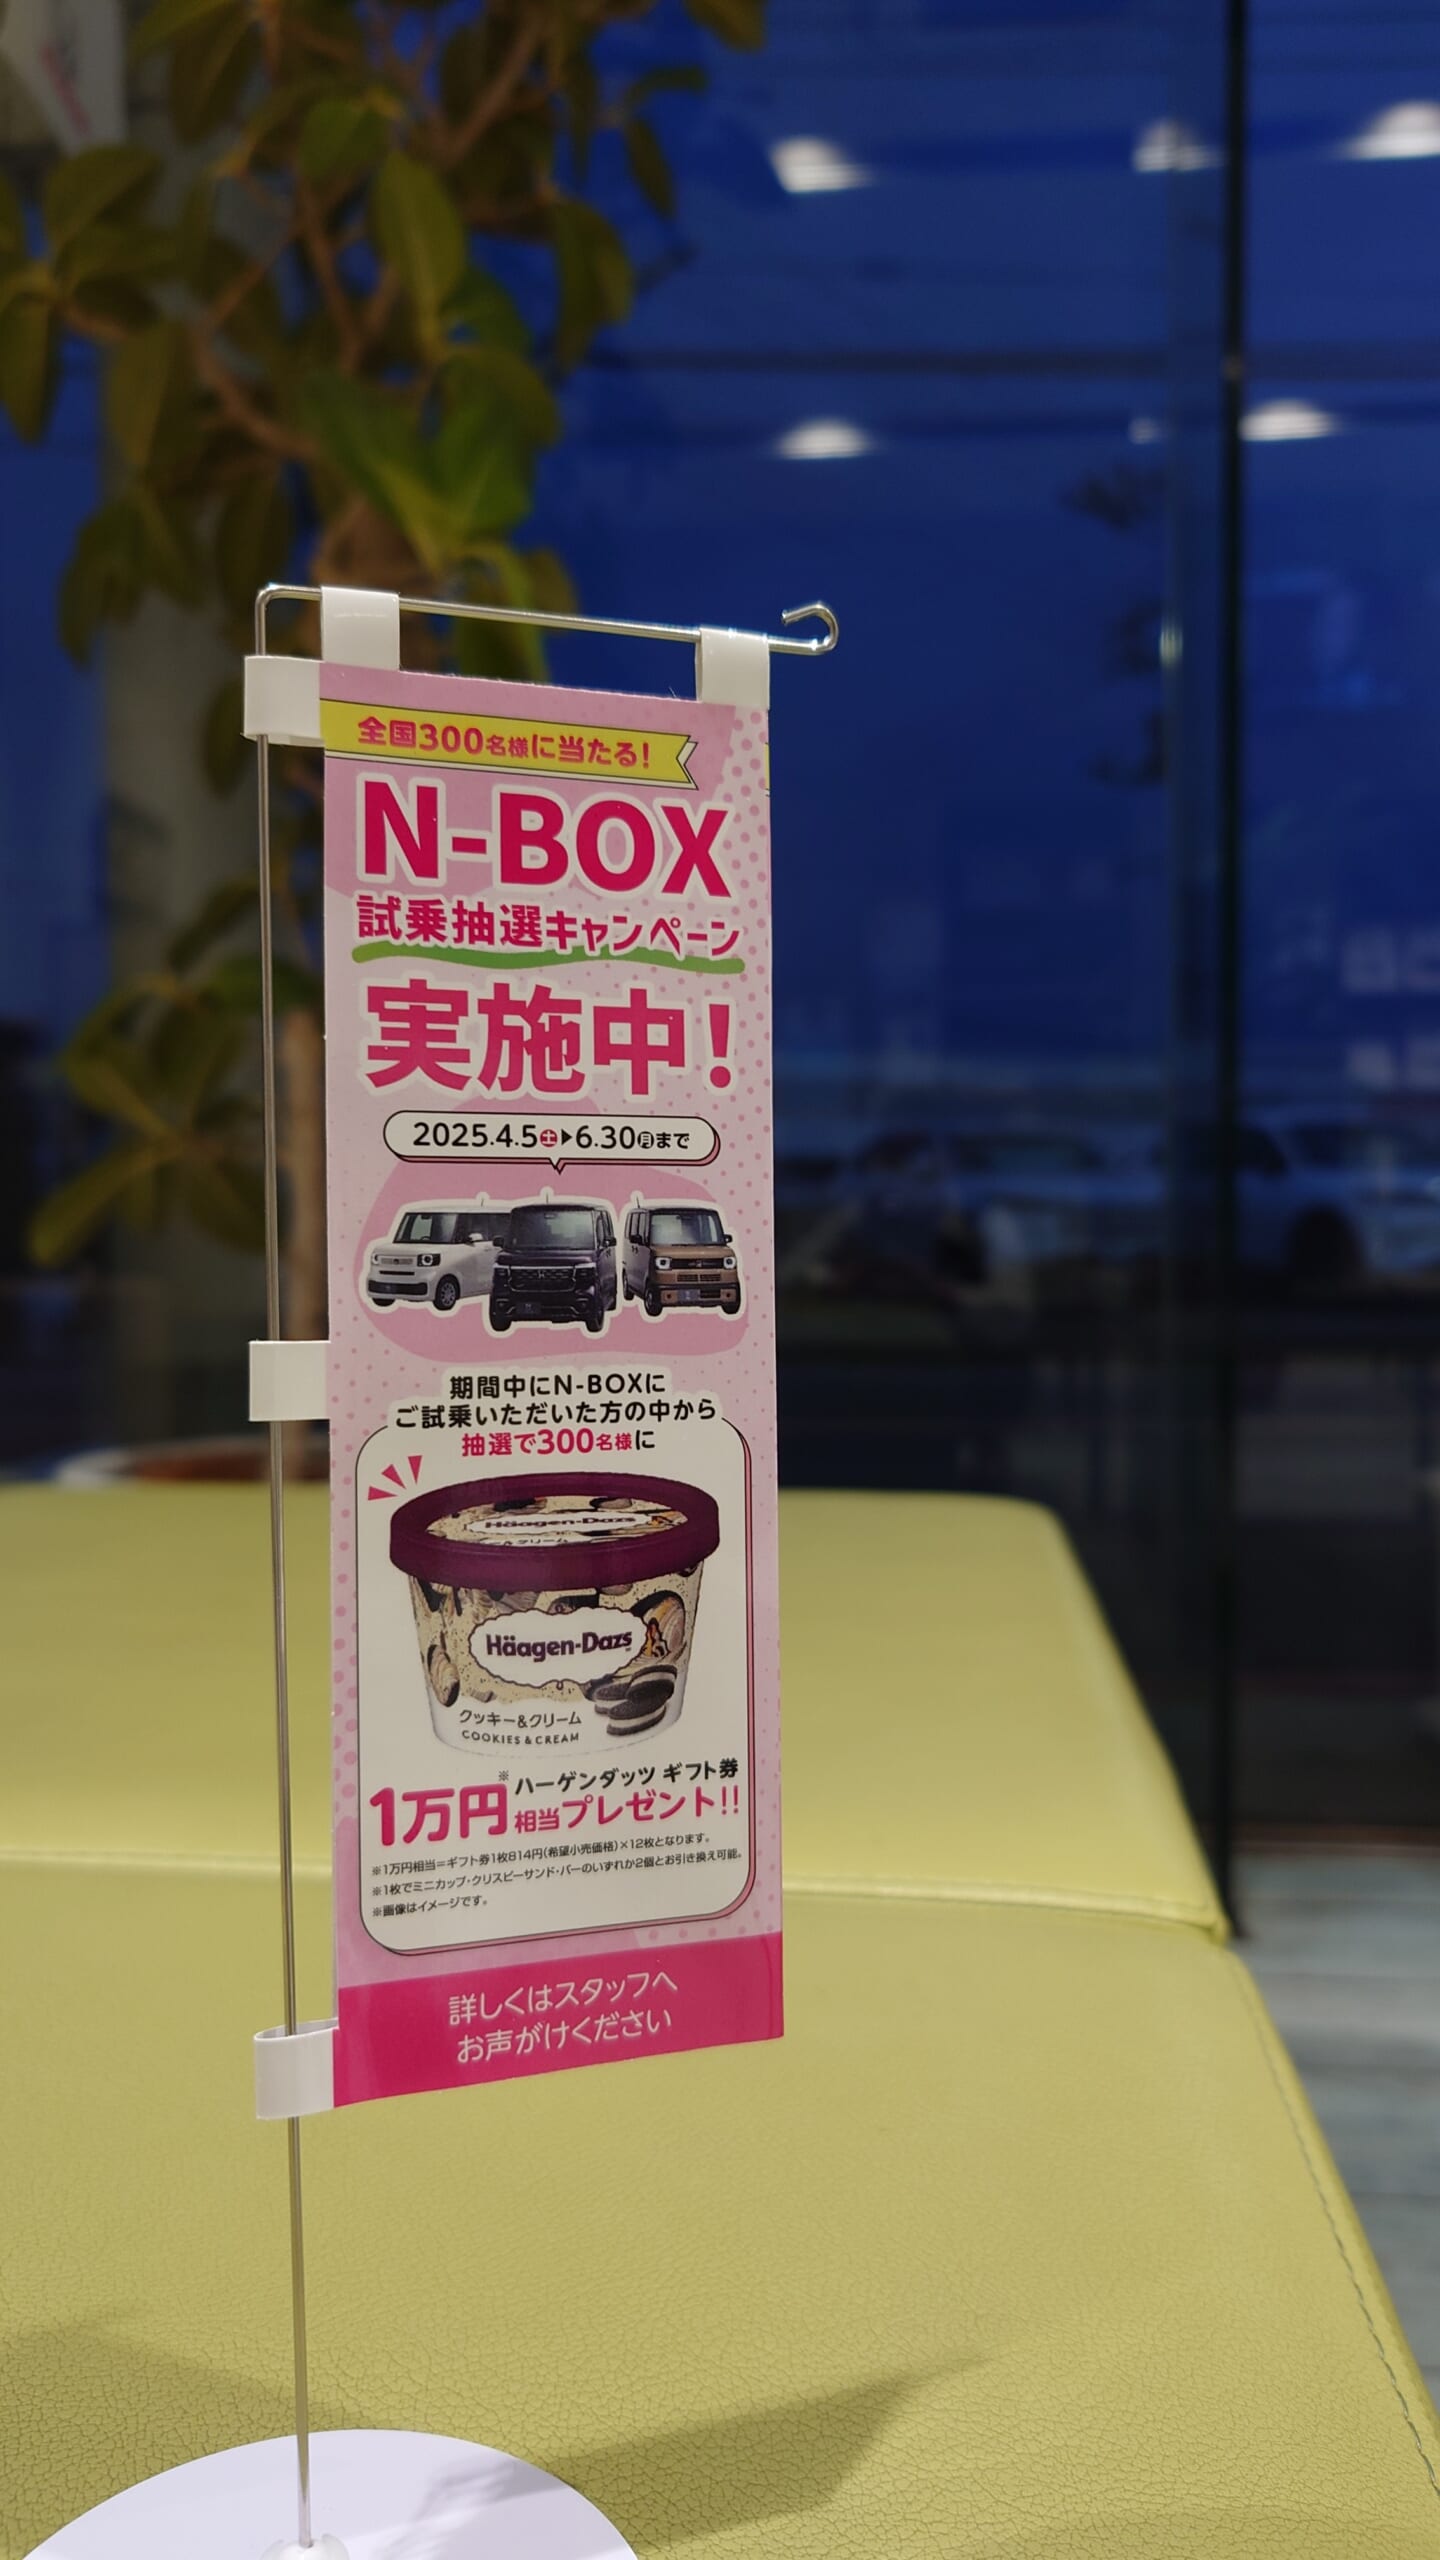 全国300名様に当たる!
N-BOX
試乗抽選キャンペーン
実施中!
2025.4.5土▶6.30月まで
期間中にN-BOXに
ご試乗いただいた方の中から
抽選で300名様に
Häagen-Dazs
Häagen-Dazs
クッキー&クリーム
COOKIES & CREAM
※ハーゲンダッツ ギフト券
1万円相当プレゼント!!
※1万円相当=ギフト券1枚814円(希望小売価格)×12枚となります。
※1枚でミニカップ・クリスピーサンド・バーのいずれか2個とお引き換え可能。
※画像はイメージです。
詳しくはスタッフへ
お声がけください